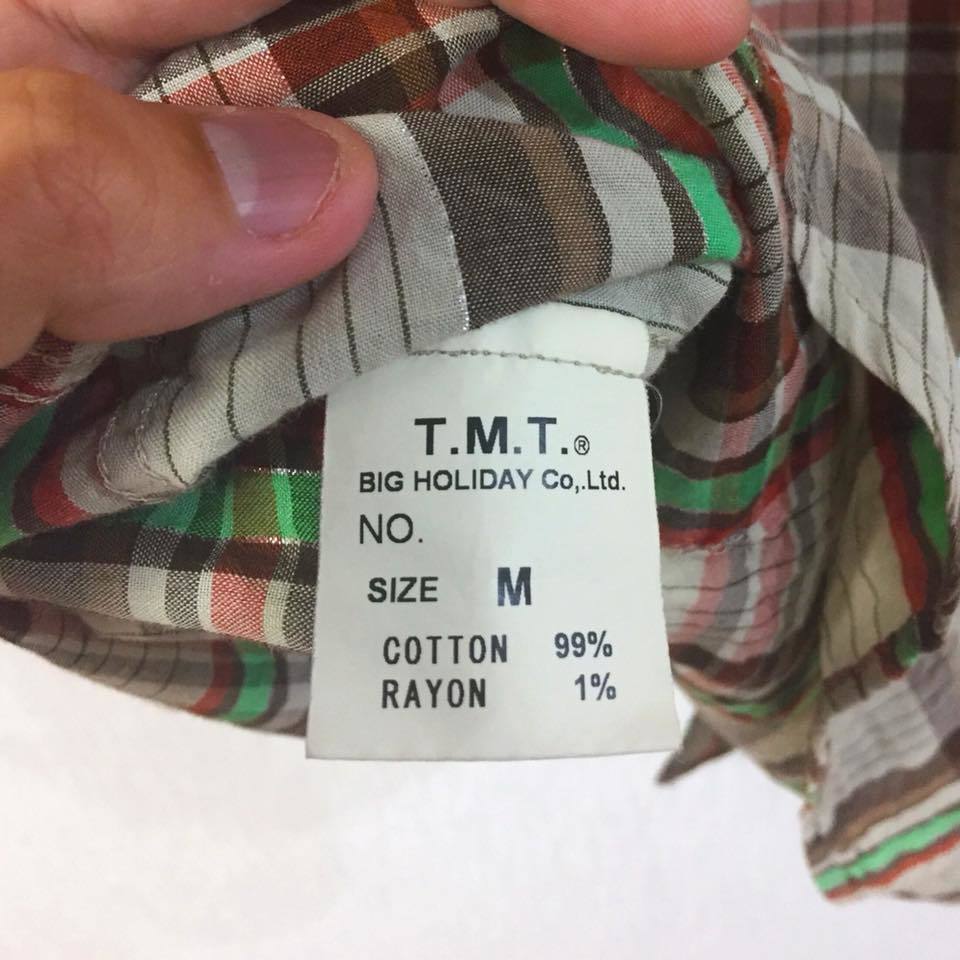 T.M.T.®
BIG HOLIDAY Co,.Ltd.
NO.
SIZE M
COTTON 99%
RAYON 1%